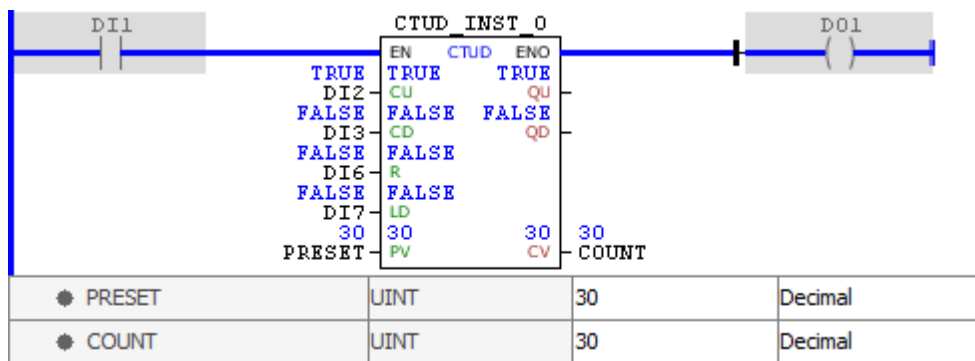 DI1 CTUD_INST_0 DO1
EN CTUD ENO
TRUE TRUE TRUE
DI2 CU QU
FALSE FALSE FALSE
DI3 CD QD
FALSE FALSE
DI6 R
FALSE FALSE
DI7 LD
30 30 30 30
PRESET PV CV COUNT
PRESET UINT 30 Decimal
COUNT UINT 30 Decimal